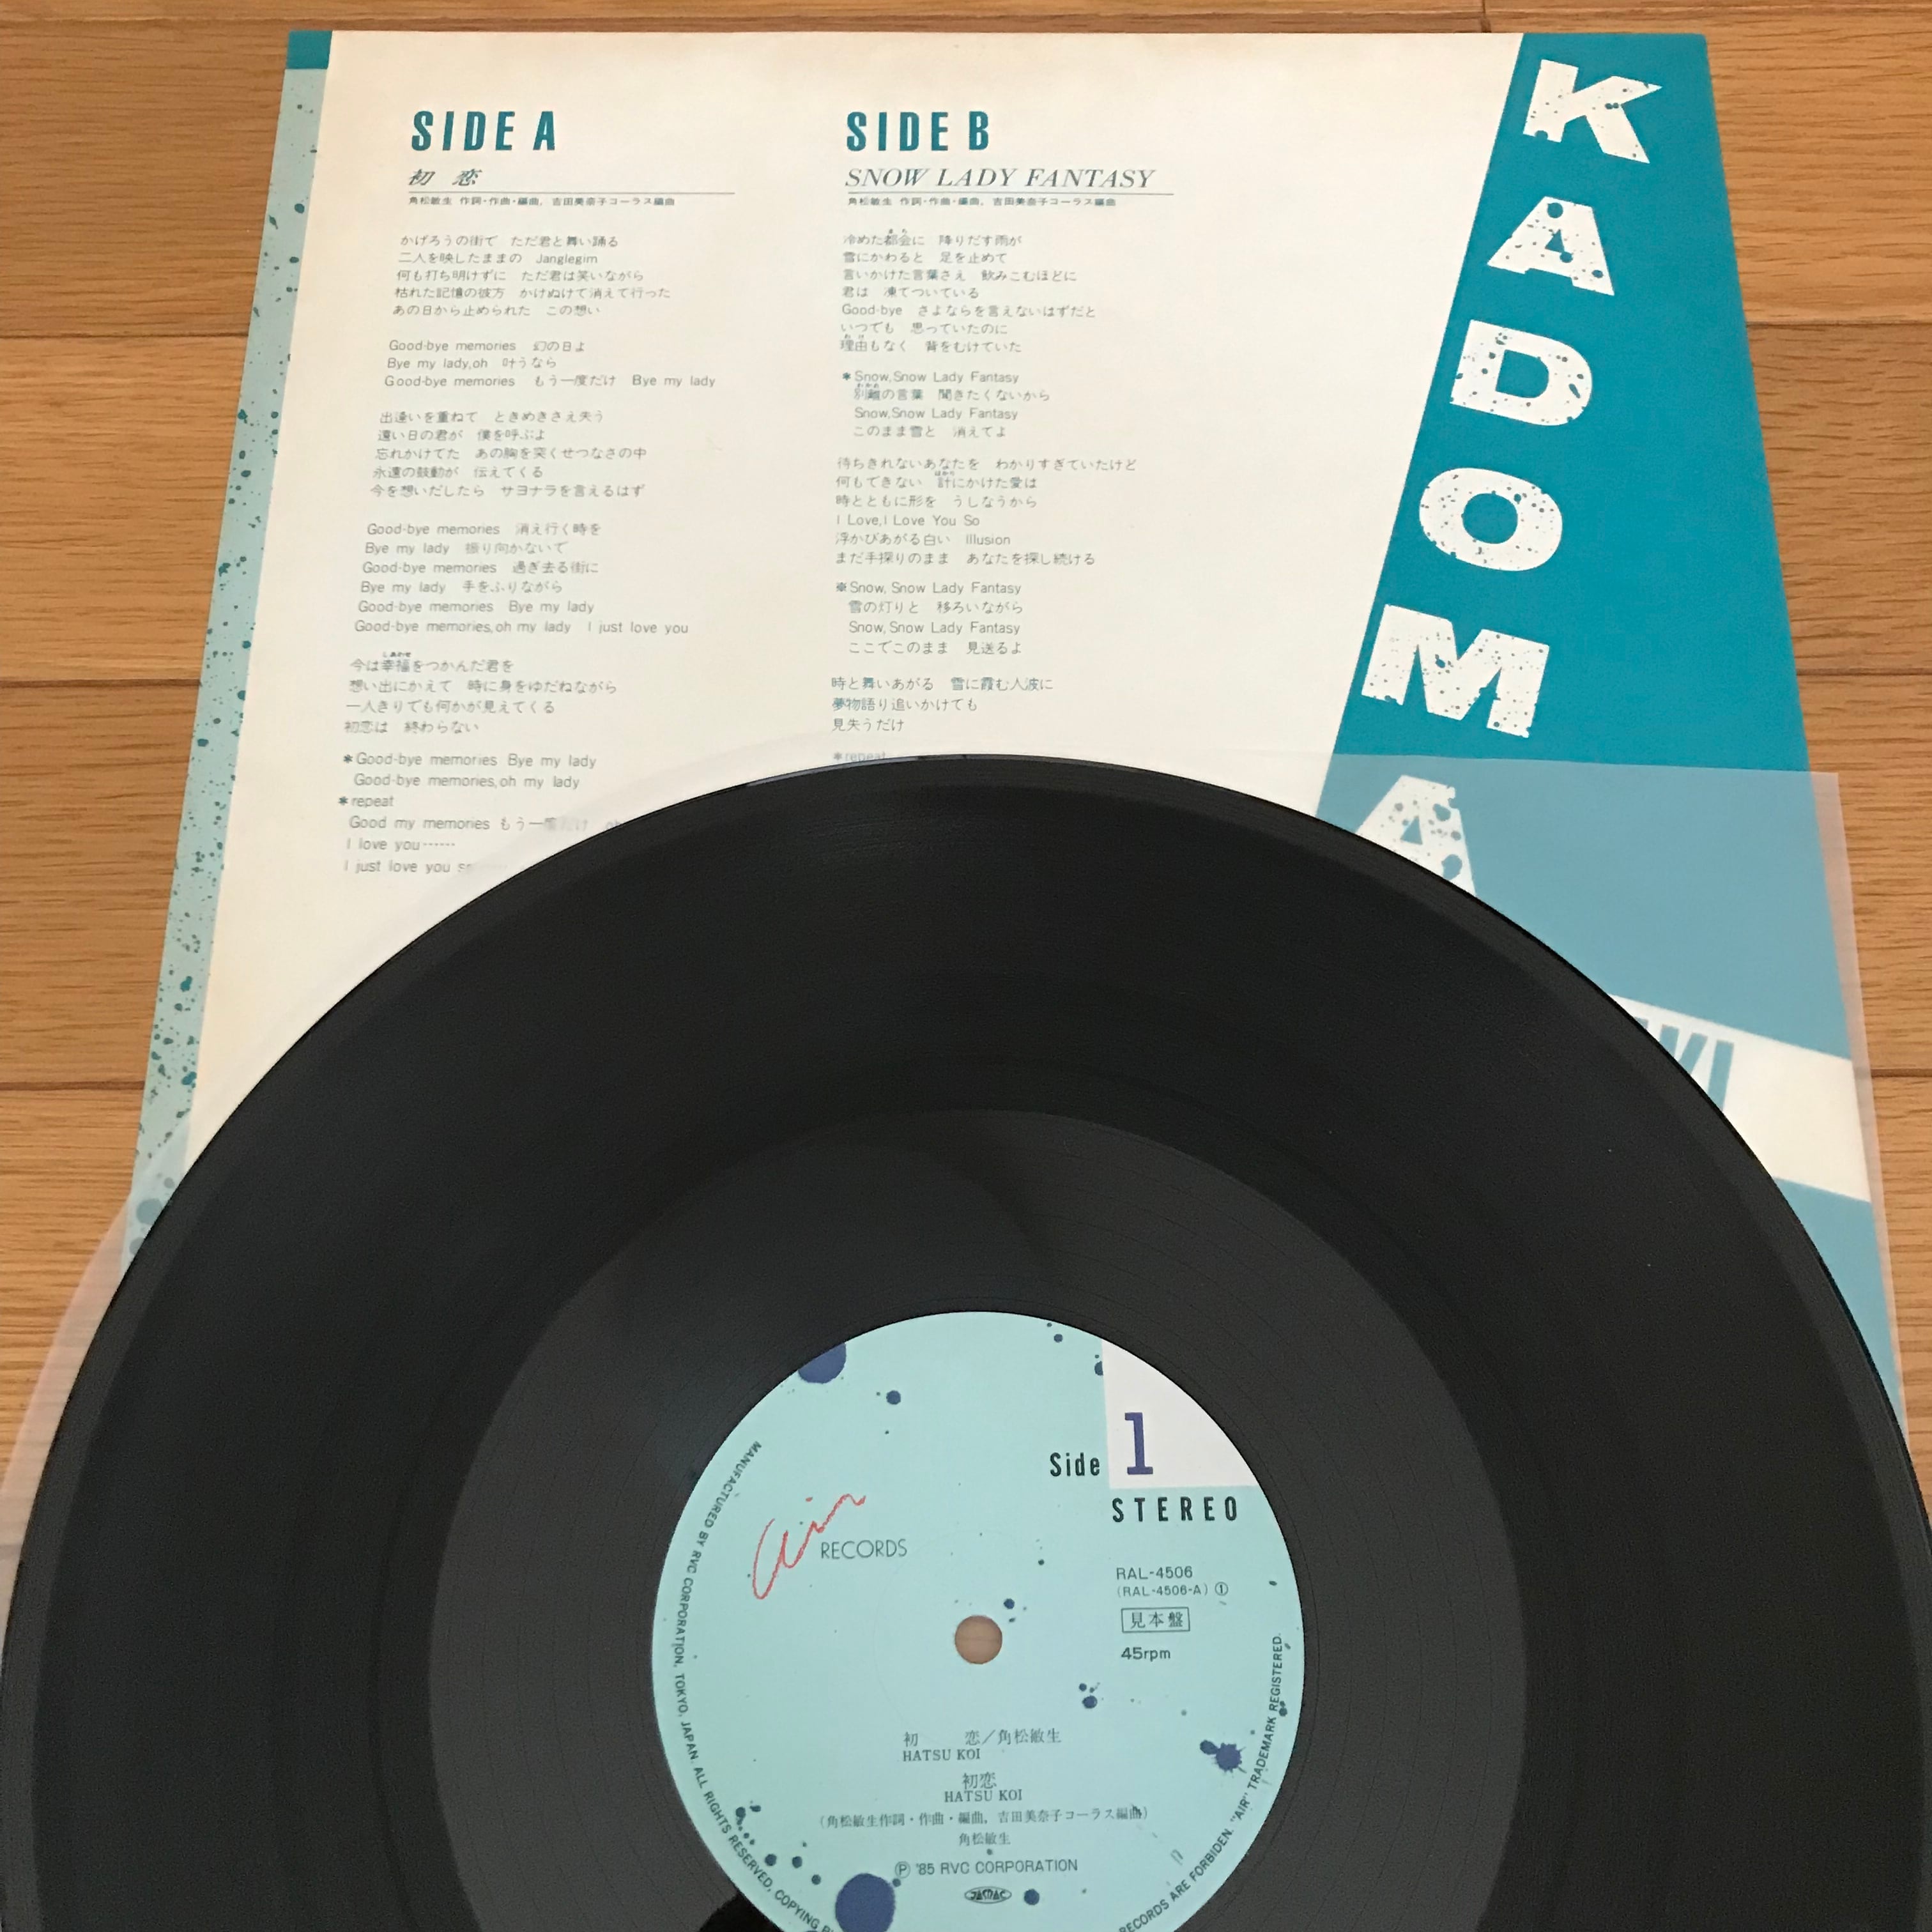 SIDE A
初 恋
角松敏生 作詞・作曲・編曲，吉田美奈子コーラス編曲
かげろうの街で　ただ君と舞い踊る
二人を映したままの　Janglegim
何も打ち明けずに　ただ君は笑いながら
枯れた記憶の彼方　かけぬけて消えて行った
あの日から止められた　この想い
Good-bye memories　幻の日よ
Bye my lady,oh　叶うなら
Good-bye memories　もう一度だけ　Bye my lady
出逢いを重ねて　ときめきさえ失う
遠い日の君が　僕を呼ぶよ
忘れかけてた　あの胸を突くせつなさの中
永遠の鼓動が　伝えてくる
今を想いだしたら　サヨナラを言えるはず
Good-bye memories　消え行く時を
Bye my lady　振り向かないで
Good-bye memories　過ぎ去る街に
Bye my lady　手をふりながら
Good-bye memories　Bye my lady
Good-bye memories,oh my lady　I just love you
しあわせ
今は幸福をつかんだ君を
想い出にかえて　時に身をゆだねながら
一人きりでも何かが見えてくる
初恋は　終わらない
＊Good-bye memories Bye my lady
Good-bye memories,oh my lady
＊repeat
Good my memories もう一度だけ　oh
I love you……
I just love you
SIDE B
SNOW LADY FANTASY
角松敏生 作詞・作曲・編曲，吉田美奈子コーラス編曲
まち
冷めた都会に　降りだす雨が
雪にかわると　足を止めて
言いかけた言葉さえ　飲みこむほどに
君は　凍てついている
Good-bye　さよならを言えないはずだと
いつでも　思っていたのに
理由もなく　背をむけていた
＊Snow,Snow Lady Fantasy
わかれ
別離の言葉　聞きたくないから
Snow,Snow Lady Fantasy
このまま雪と　消えてよ
待ちきれないあなたを　わかりすぎていたけど
はかり
何もできない　計にかけた愛は
時とともに形を　うしなうから
I Love,I Love You So
浮かびあがる白い　Illusion
まだ手探りのまま　あなたを探し続ける
※Snow, Snow Lady Fantasy
雪の灯りと　移ろいながら
Snow, Snow Lady Fantasy
ここでこのまま　見送るよ
時と舞いあがる　雪に霞む人波に
夢物語り追いかけても
見失うだけ
＊repeat
KADOMA
KI
Side 1
STEREO
Air RECORDS
RAL-4506
(RAL-4506-A) ①
見本盤
45rpm
初　　恋／角松敏生
HATSU KOI
初恋
HATSU KOI
(角松敏生作詞・作曲・編曲，吉田美奈子コーラス編曲)
角松敏生
Ⓟ '85 RVC CORPORATION
JASRAC
MANUFACTURED BY RVC CORPORATION, TOKYO, JAPAN. ALL RIGHTS RESERVED, COPYING
RECORDS ARE FORBIDEN. "AIR" TRADEMARK REGISTERED.